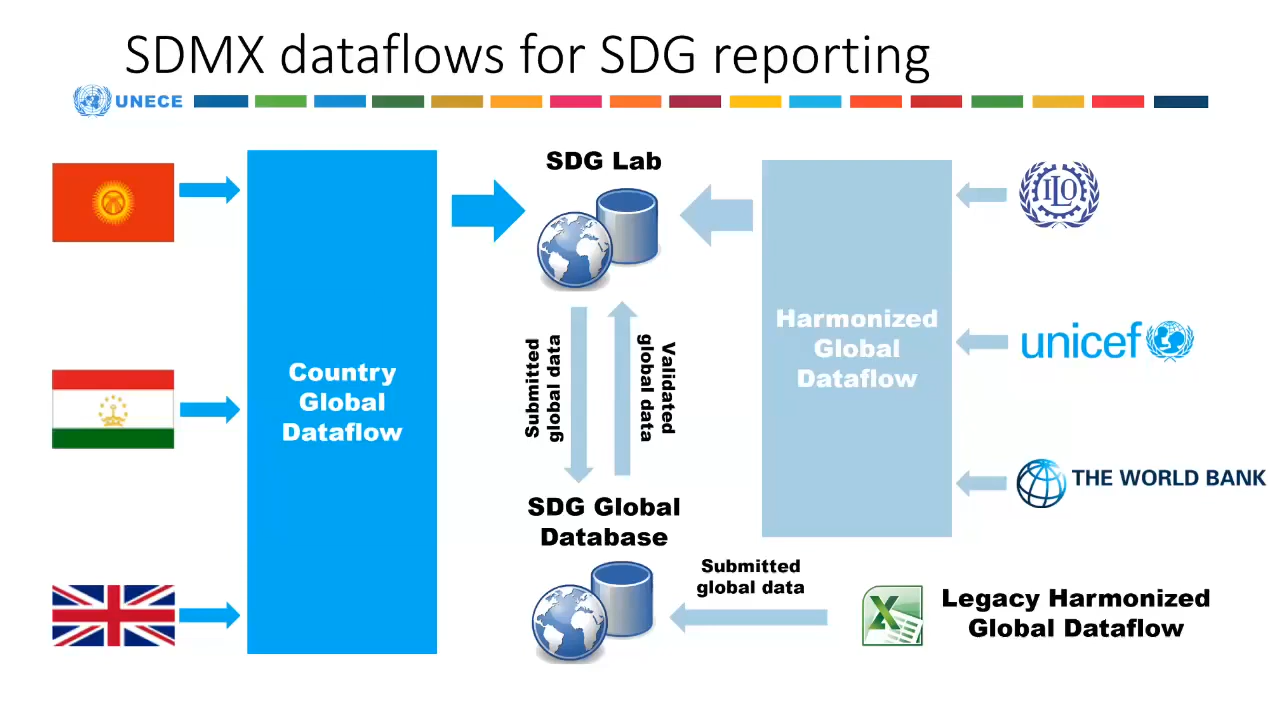 SDMX dataflows for SDG reporting
UNECE
SDG Lab
Country
Global
Dataflow
Submitted
global data
Validated
global data
Harmonized
Global
Dataflow
ILO
unicef
THE WORLD BANK
SDG Global
Database
Submitted
global data
Legacy Harmonized
Global Dataflow